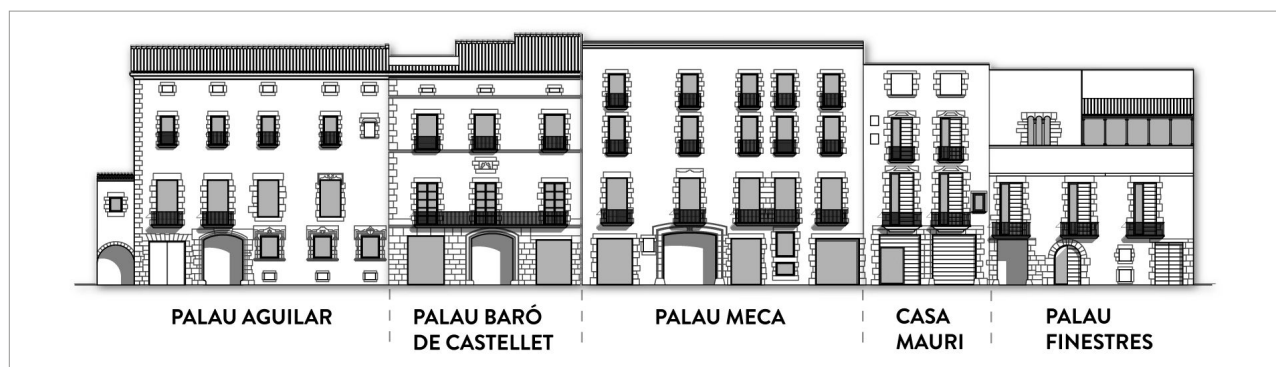 PALAU AGUILAR
PALAU BARÓ
DE CASTELLET
PALAU MECA
CASA
MAURI
PALAU
FINESTRES